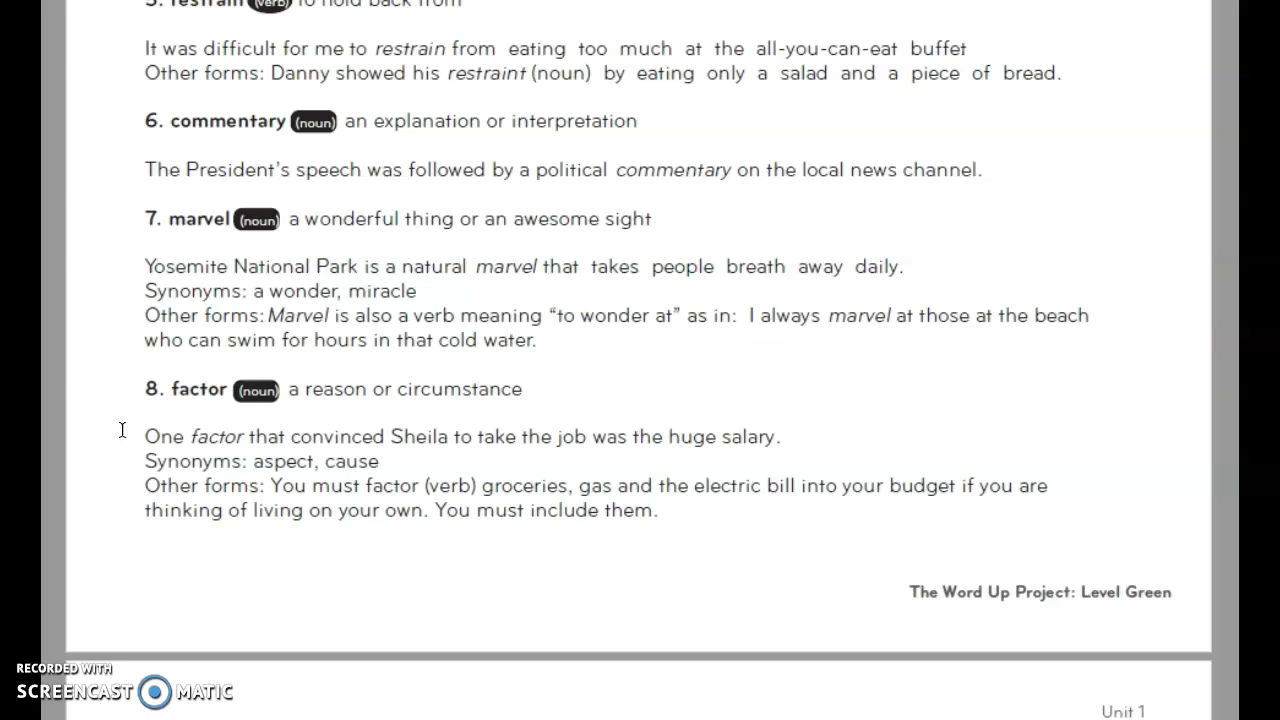 5. restrain (verb) to hold back from
It was difficult for me to restrain from eating too much at the all-you-can-eat buffet
Other forms: Danny showed his restraint (noun) by eating only a salad and a piece of bread.
6. commentary (noun) an explanation or interpretation
The President's speech was followed by a political commentary on the local news channel.
7. marvel (noun) a wonderful thing or an awesome sight
Yosemite National Park is a natural marvel that takes people breath away daily.
Synonyms: a wonder, miracle
Other forms: Marvel is also a verb meaning “to wonder at” as in: I always marvel at those at the beach
who can swim for hours in that cold water.
8. factor (noun) a reason or circumstance
One factor that convinced Sheila to take the job was the huge salary.
Synonyms: aspect, cause
Other forms: You must factor (verb) groceries, gas and the electric bill into your budget if you are
thinking of living on your own. You must include them.
The Word Up Project: Level Green
RECORDED WITH
SCREENCAST MATIC
Unit 1